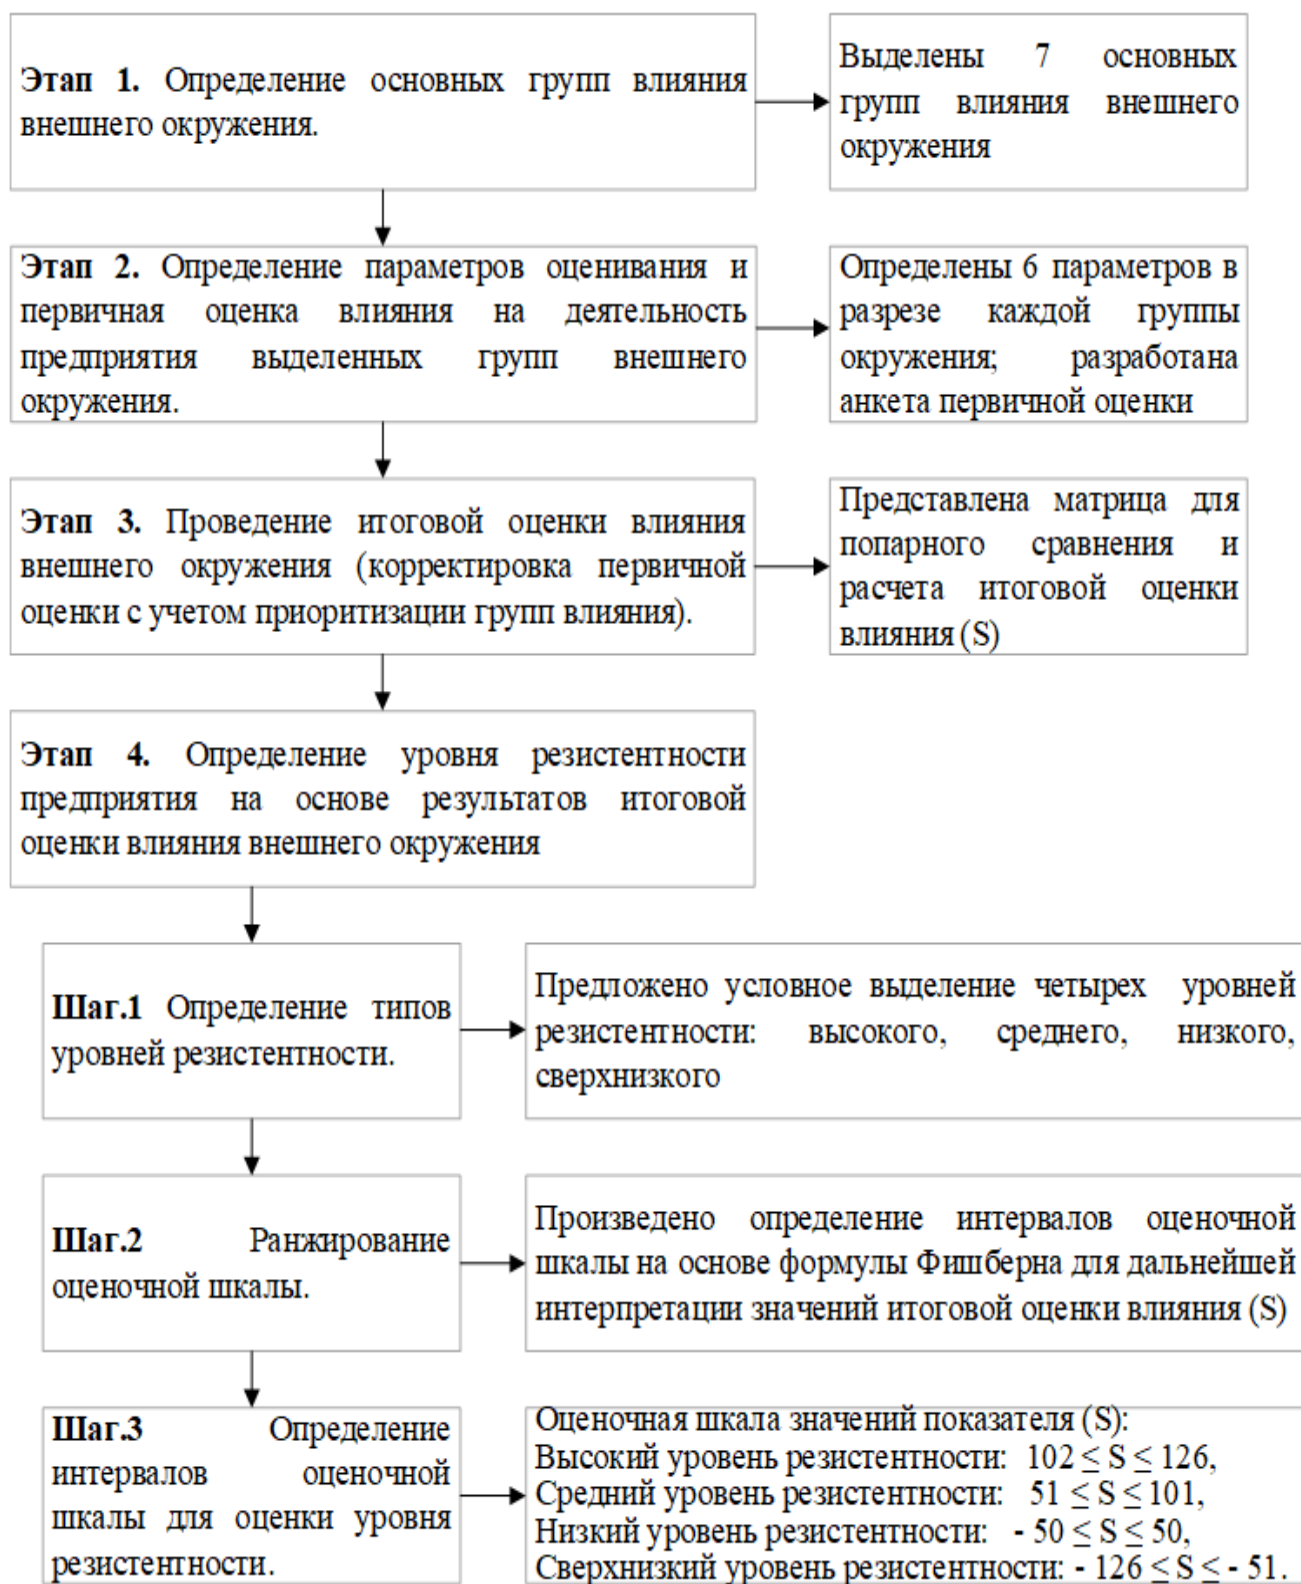 Этап 1. Определение основных групп влияния
внешнего окружения.
Выделены 7 основных
групп влияния внешнего
окружения
Этап 2. Определение параметров оценивания и
первичная оценка влияния на деятельность
предприятия выделенных групп внешнего
окружения.
Определены 6 параметров в
разрезе каждой группы
окружения; разработана
анкета первичной оценки
Этап 3. Проведение итоговой оценки влияния
внешнего окружения (корректировка первичной
оценки с учетом приоритизации групп влияния).
Представлена матрица для
попарного сравнения и
расчета итоговой оценки
влияния (S)
Этап 4. Определение уровня резистентности
предприятия на основе результатов итоговой
оценки влияния внешнего окружения
Шаг.1 Определение типов
уровней резистентности.
Предложено условное выделение четырех уровней
резистентности: высокого, среднего, низкого,
сверхнизкого
Шаг.2 Ранжирование
оценочной шкалы.
Произведено определение интервалов оценочной
шкалы на основе формулы Фишберна для дальнейшей
интерпретации значений итоговой оценки влияния (S)
Шаг.3 Определение
интервалов оценочной
шкалы для оценки уровня
резистентности.
Оценочная шкала значений показателя (S):
Высокий уровень резистентности: 102 ≤ S ≤ 126,
Средний уровень резистентности: 51 ≤ S ≤ 101,
Низкий уровень резистентности: - 50 ≤ S ≤ 50,
Сверхнизкий уровень резистентности: - 126 ≤ S ≤ - 51.